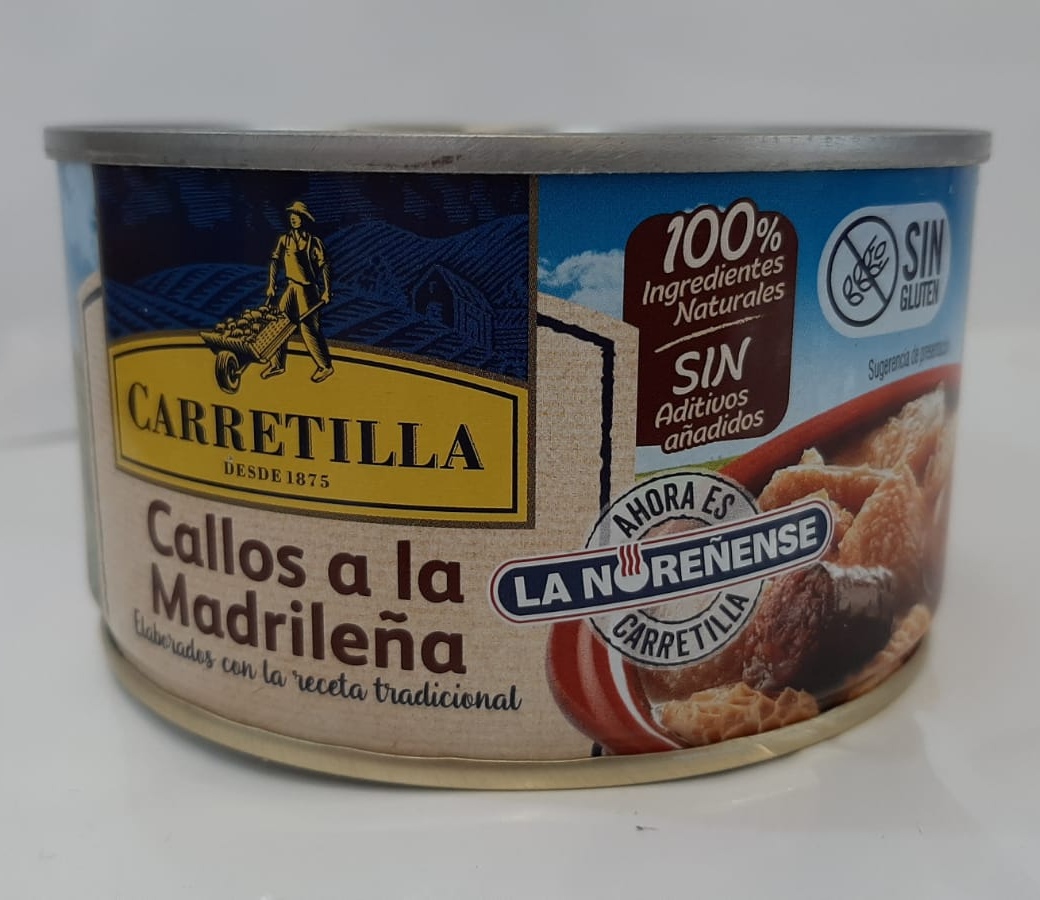 CARRETILLA
DESDE 1875
Callos a la
Madrileña
Elaborados con la receta tradicional
100%
Ingredientes
Naturales
SIN
Aditivos
añadidos
SIN
GLUTEN
Sugerencia de
AHORA ES
LA NOREÑENSE
CARRETILLA